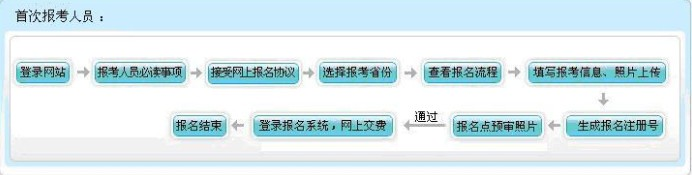 首次报考人员：
登录网站 报考人员必读事项 接受网上报名协议 选择报考省份 查看报名流程 填写报考信息、照片上传
生成报名注册号 报名点预审照片 通过 登录报名系统，网上交费 报名结束